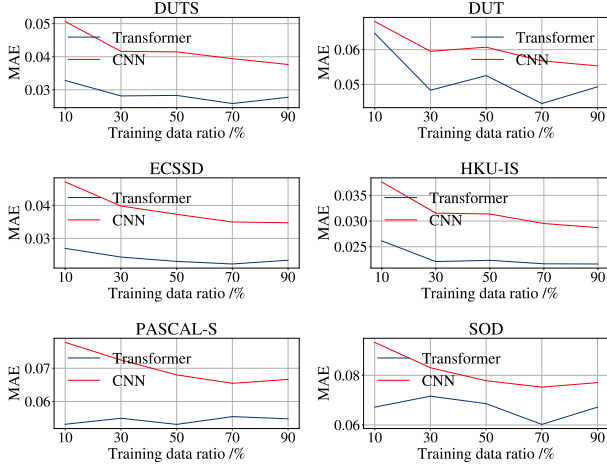 DUTS
0.05
0.04
0.03
MAE
Transformer
CNN
10 30 50 70 90
Training data ratio /%
DUT
0.06
0.05
MAE
Transformer
CNN
10 30 50 70 90
Training data ratio /%
ECSSD
0.04
0.03
MAE
Transformer
CNN
10 30 50 70 90
Training data ratio /%
HKU-IS
0.035
0.030
0.025
MAE
Transformer
CNN
10 30 50 70 90
Training data ratio /%
PASCAL-S
0.07
0.06
MAE
Transformer
CNN
10 30 50 70 90
Training data ratio /%
SOD
0.08
0.06
MAE
Transformer
CNN
10 30 50 70 90
Training data ratio /%